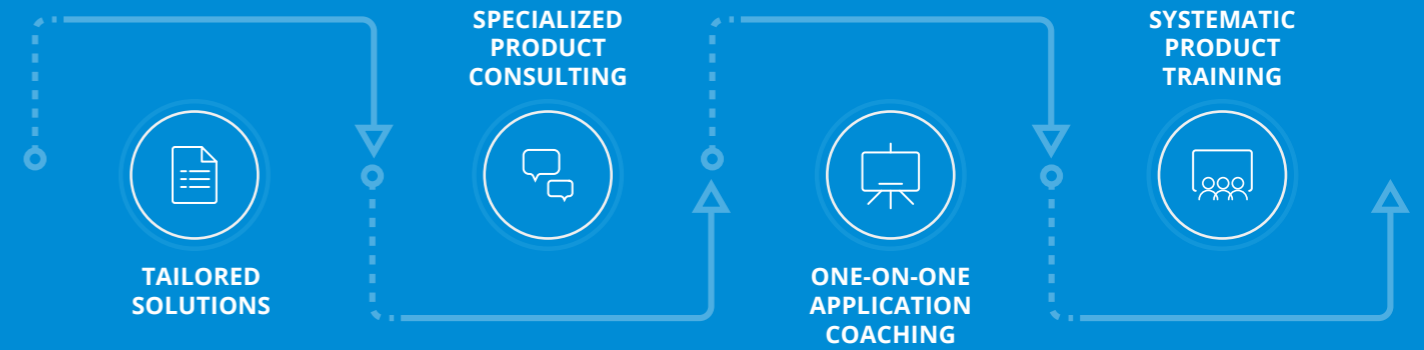 TAILORED
SOLUTIONS
SPECIALIZED
PRODUCT
CONSULTING
ONE-ON-ONE
APPLICATION
COACHING
SYSTEMATIC
PRODUCT
TRAINING